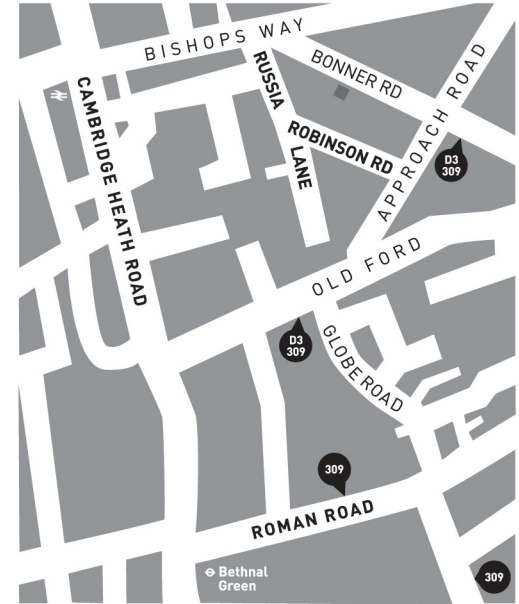 BISHOPS WAY
RUSSIA
LANE
BONNER RD
CAMBRIDGE HEATH ROAD
ROBINSON RD
APPROACH ROAD
D3
309
OLD FORD
D3
309
GLOBE ROAD
309
ROMAN ROAD
Bethnal
Green
309